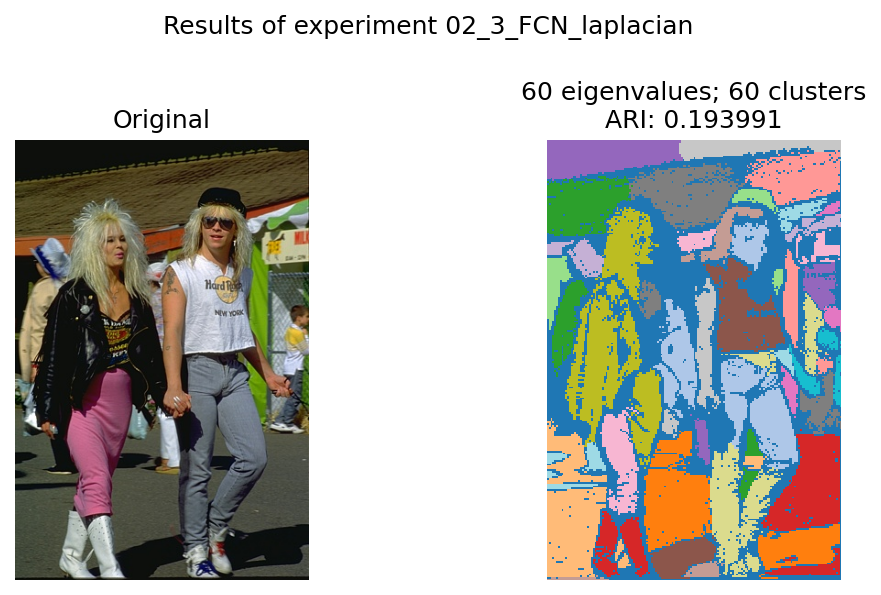 Results of experiment 02_3_FCN_laplacian
60 eigenvalues; 60 clusters
Original
ARI: 0.193991
Hard Rock
NEW YORK